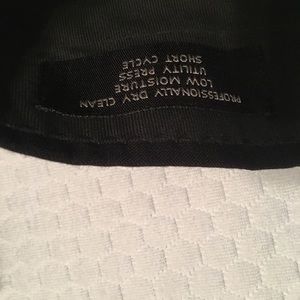 PROFESSIONALLY DRY CLEAN
LOW MOISTURE
UTILITY PRESS
SHORT CYCLE